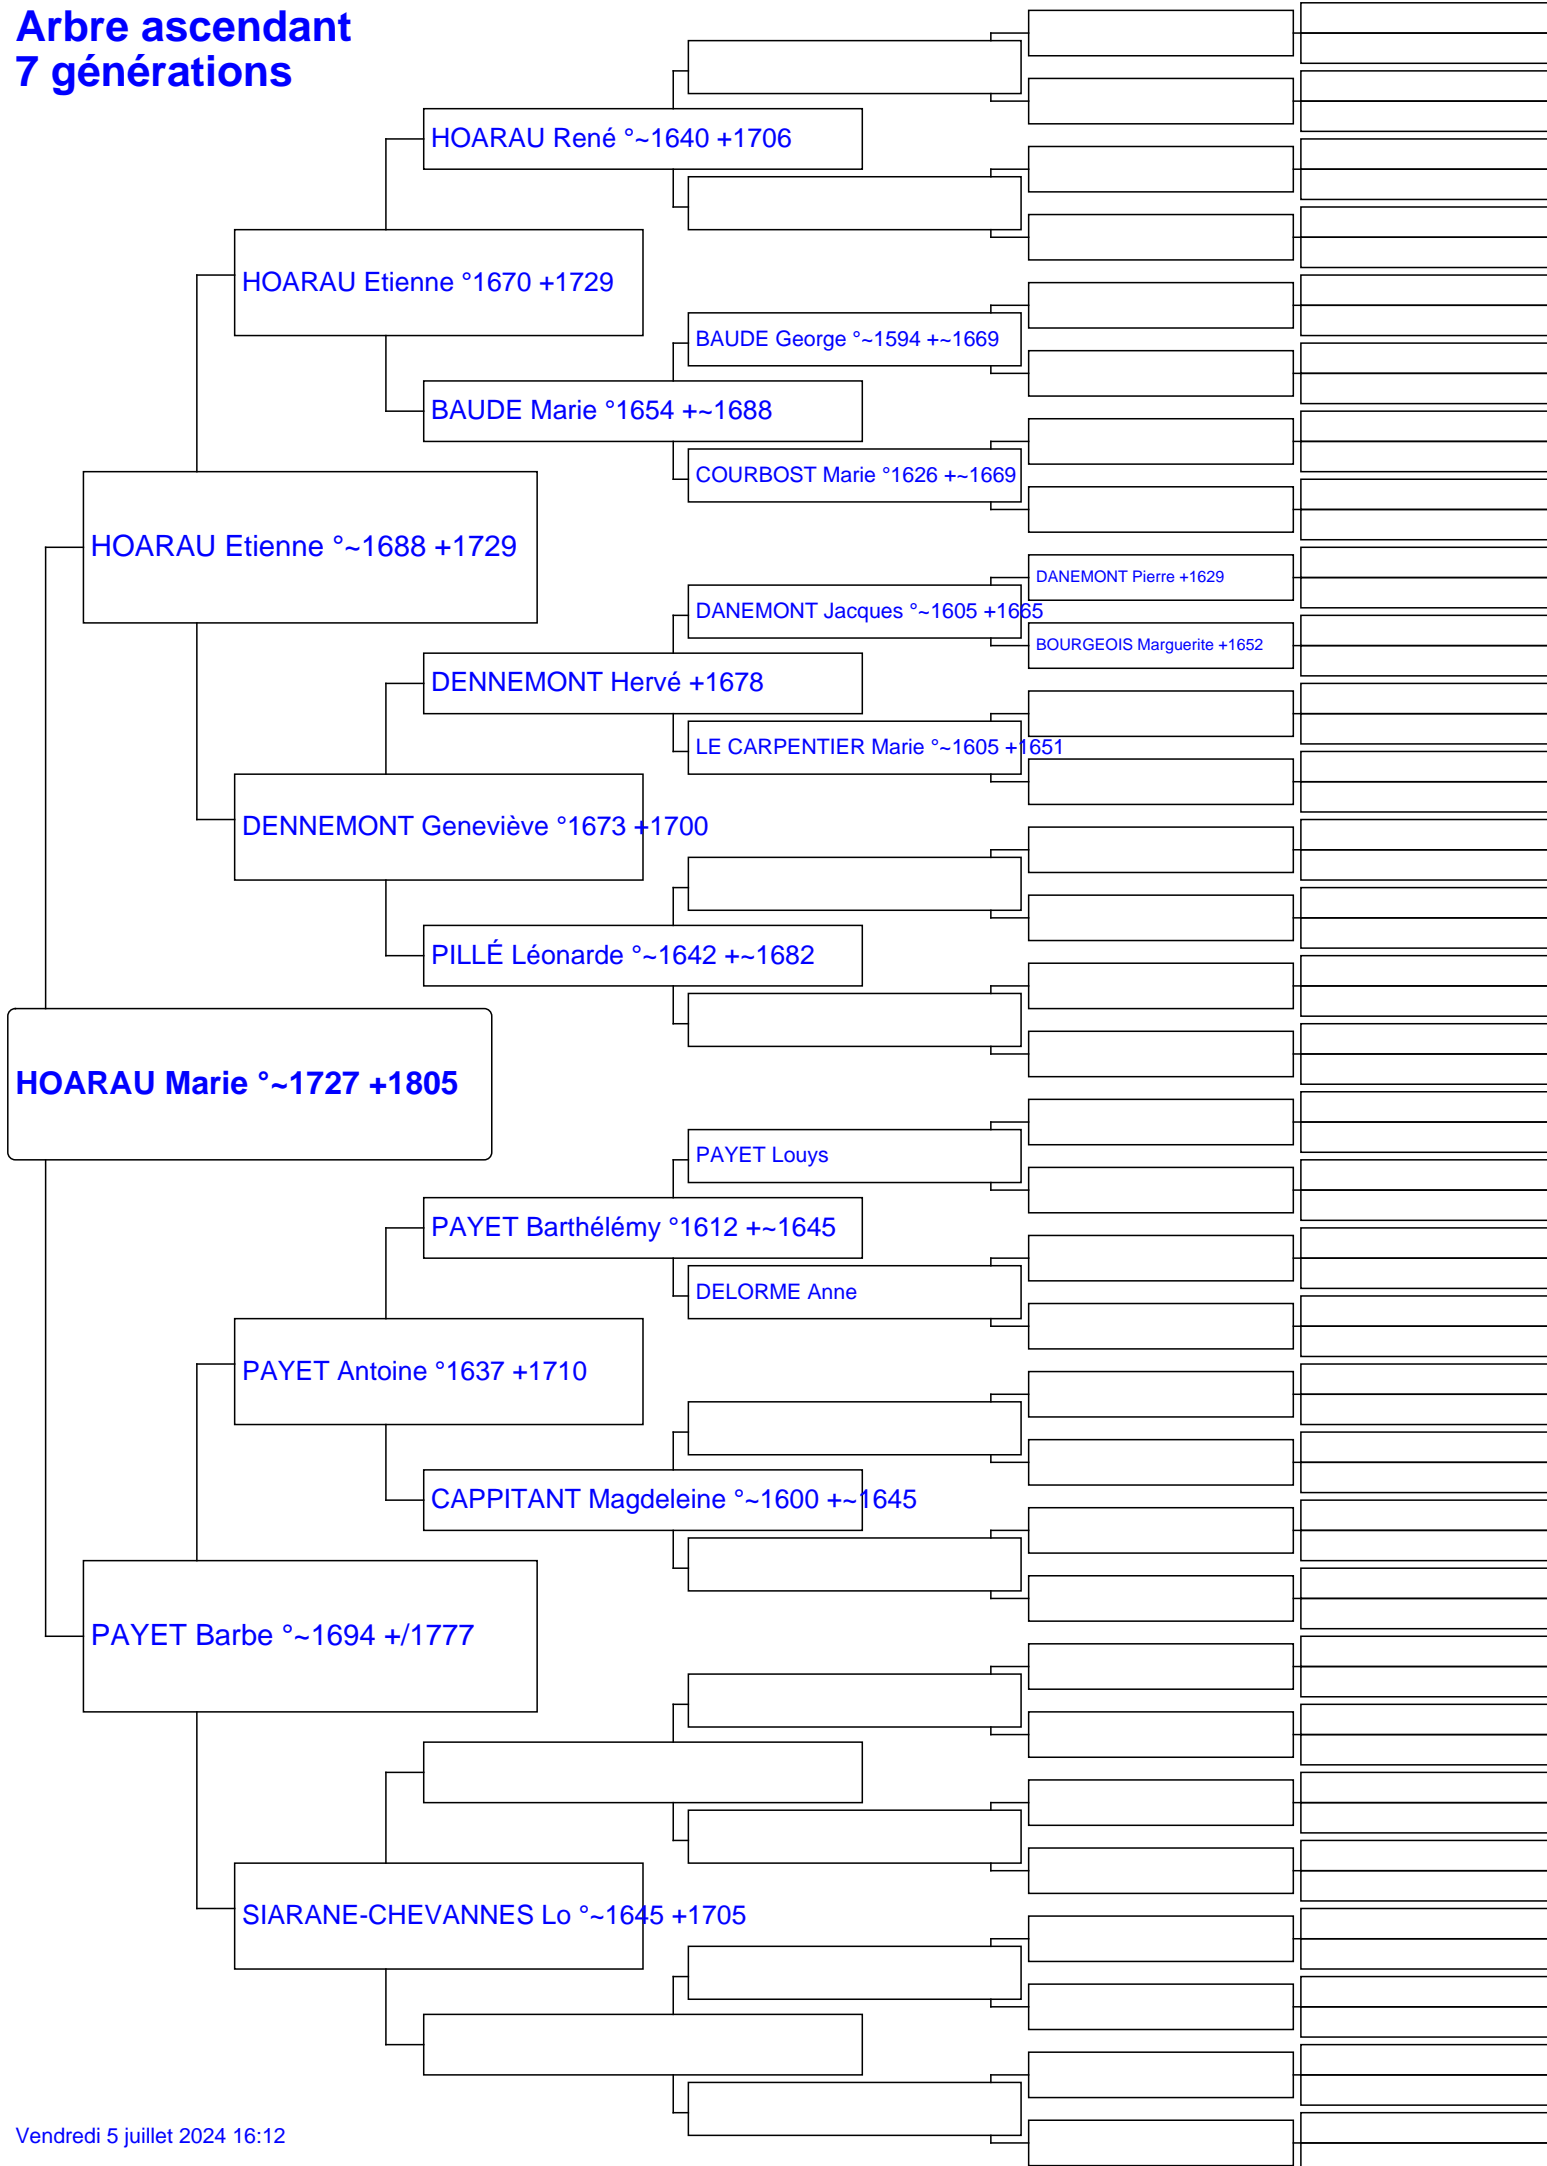 Arbre ascendant
7 générations
HOARAU René °~1640 +1706
HOARAU Etienne °1670 +1729
BAUDE George °~1594 +~1669
BAUDE Marie °1654 +~1688
COURBOST Marie °1626 +~1669
HOARAU Etienne °~1688 +1729
DANEMONT Pierre +1629
DANEMONT Jacques °~1605 +1665
BOURGEOIS Marguerite +1652
DENNEMONT Hervé +1678
LE CARPENTIER Marie °~1605 +1651
DENNEMONT Geneviève °1673 +1700
PILLÉ Léonarde °~1642 +~1682
HOARAU Marie °~1727 +1805
PAYET Louys
PAYET Barthélémy °1612 +~1645
DELORME Anne
PAYET Antoine °1637 +1710
CAPPITANT Magdeleine °~1600 +~1645
PAYET Barbe °~1694 +/1777
SIARANE-CHEVANNES Lo °~1645 +1705
Vendredi 5 juillet 2024 16:12